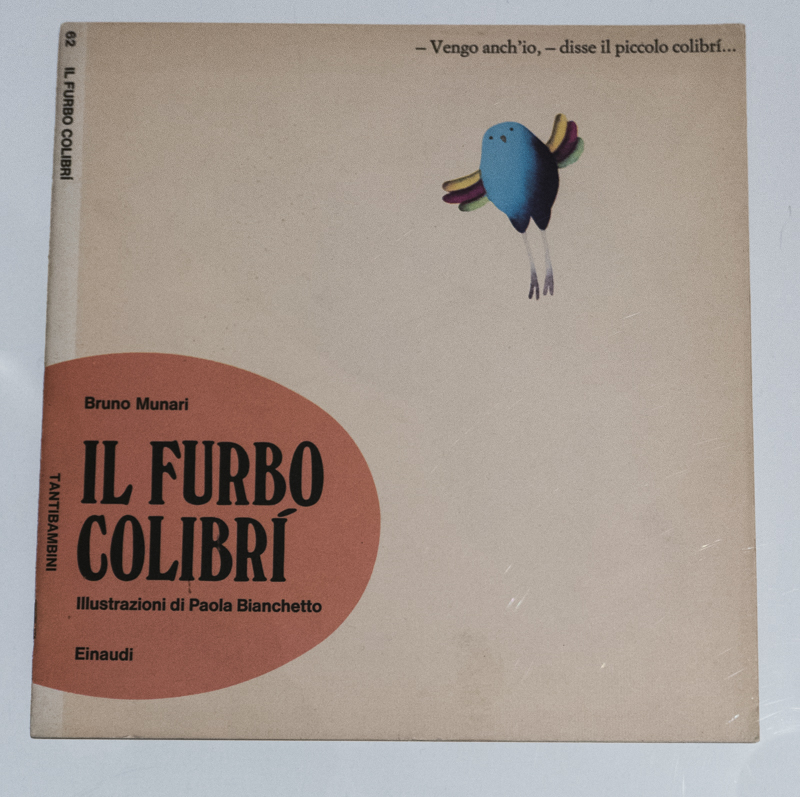 62 IL FURBO COLIBRÍ
– Vengo anch'io, – disse il piccolo colibrí...
Bruno Munari
IL FURBO
COLIBRÍ
Illustrazioni di Paola Bianchetto
Einaudi
TANTIBAMBINI